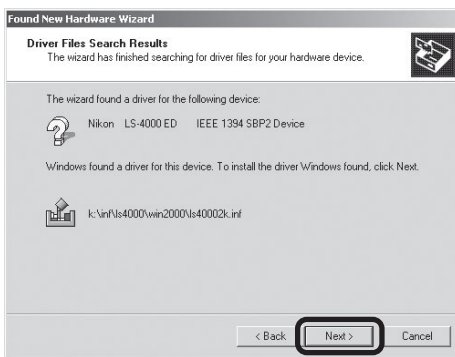 Found New Hardware Wizard
Driver Files Search Results
The wizard has finished searching for driver files for your hardware device.
The wizard found a driver for the following device:
Nikon LS-4000 ED IEEE 1394 SBP2 Device
Windows found a driver for this device. To install the driver Windows found, click Next.
k:\inf\ls4000\win2000\ls40002k.inf
< Back Next > Cancel